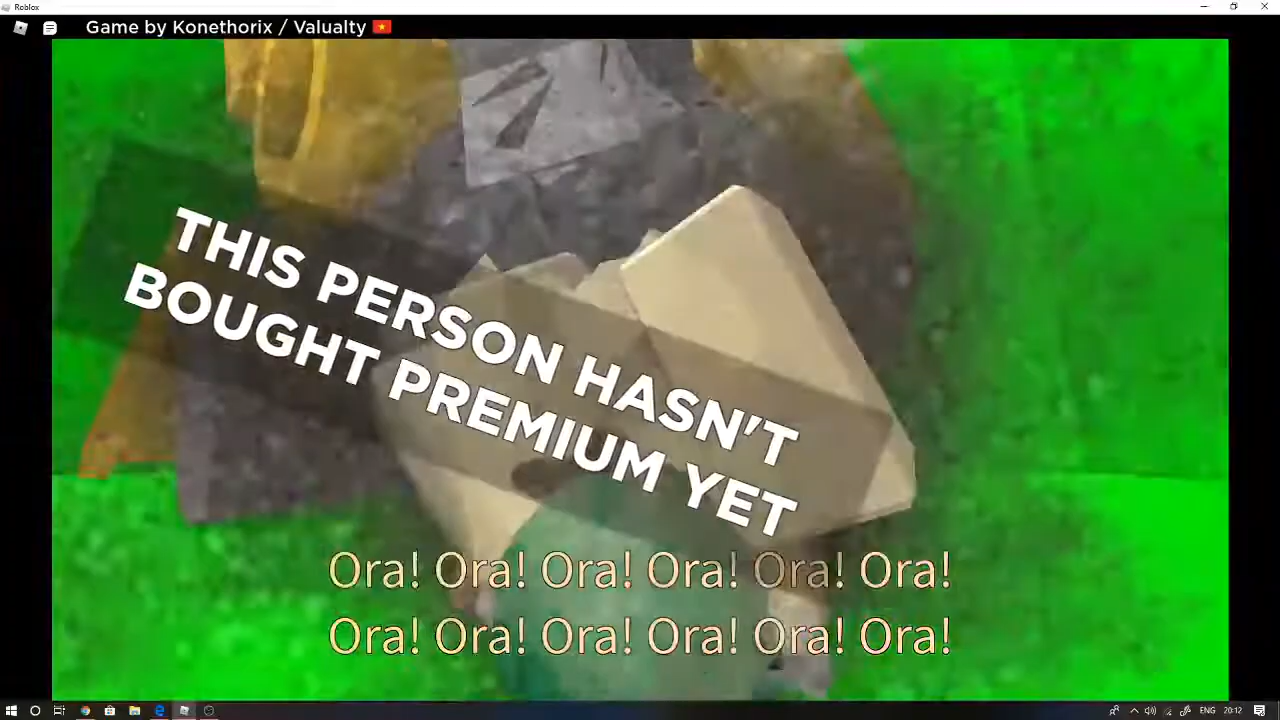 Roblox
Game by Konethorix / Valualty
THIS PERSON HASN'T
BOUGHT PREMIUM YET
Ora! Ora! Ora! Ora! Ora! Ora!
Ora! Ora! Ora! Ora! Ora! Ora!
ENG
20:12